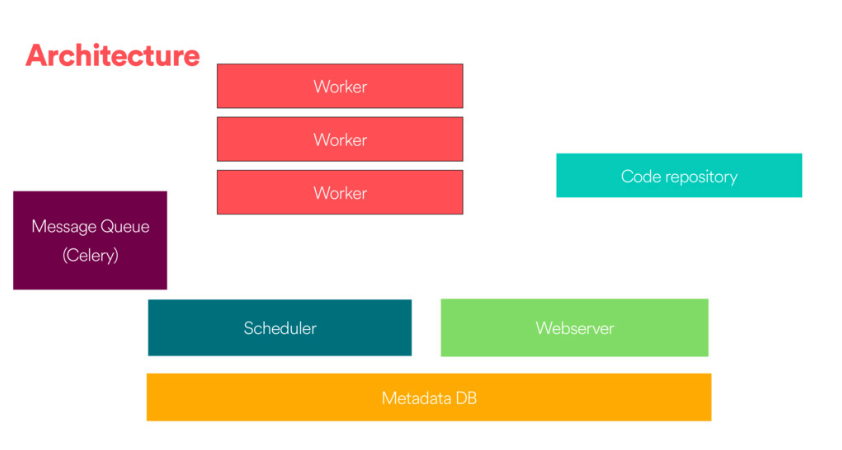 Architecture
Worker
Worker
Worker
Code repository
Message Queue
(Celery)
Scheduler
Webserver
Metadata DB